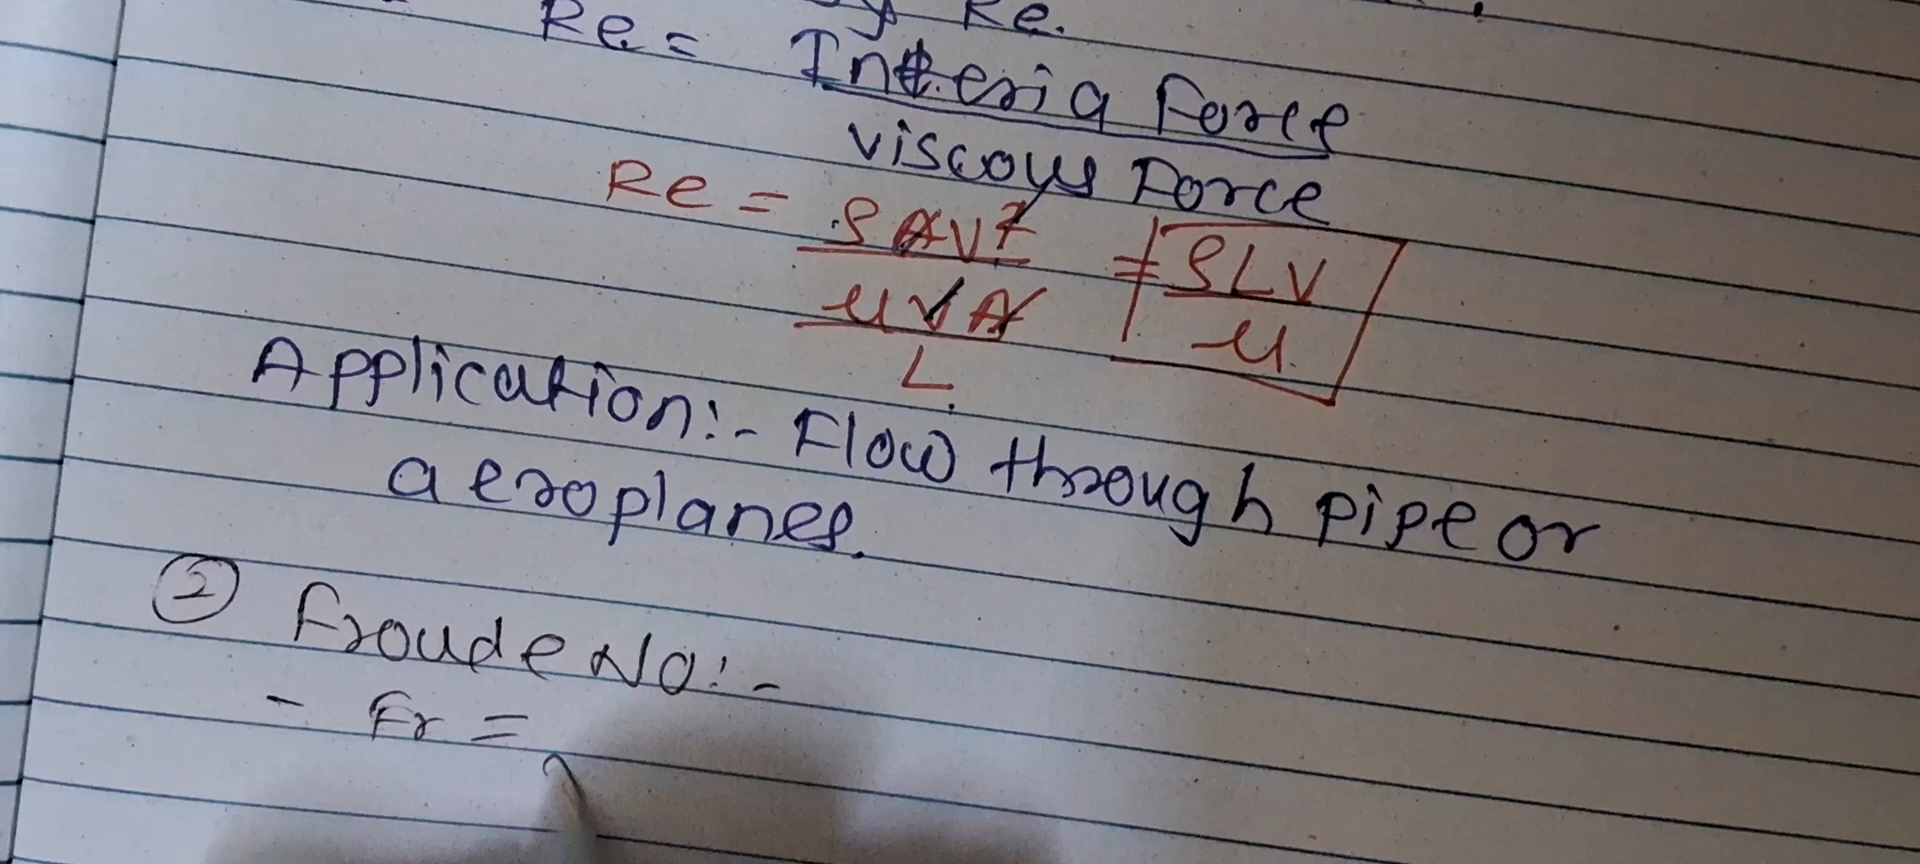 Re.
Re = Interia Force
viscous Force
Re = ρAV²
μVA
L
= ρLV
μ
Application:- Flow through pipe or
aeroplanes.
② Froude No:-
- Fr =